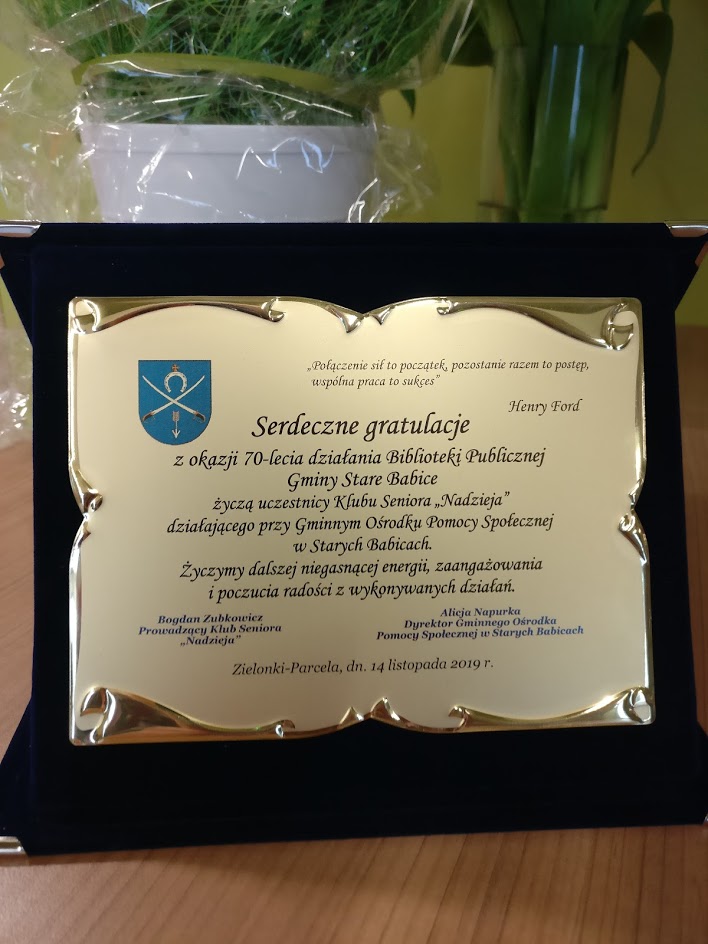 „Połączenie sił to początek, pozostanie razem to postęp,
wspólna praca to sukces”
Henry Ford
Serdeczne gratulacje
z okazji 70-lecia działania Biblioteki Publicznej
Gminy Stare Babice
życzą uczestnicy Klubu Seniora „Nadzieja”
działającego przy Gminnym Ośrodku Pomocy Społecznej
w Starych Babicach.
Życzymy dalszej niegasnącej energii, zaangażowania
i poczucia radości z wykonywanych działań.
Bogdan Zubkowicz
Prowadzący Klub Seniora
„Nadzieja”
Alicja Napurka
Dyrektor Gminnego Ośrodka
Pomocy Społecznej w Starych Babicach
Zielonki-Parcela, dn. 14 listopada 2019 r.